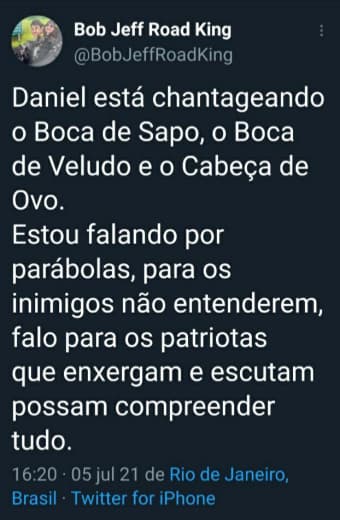 Bob Jeff Road King
@BobJeffRoadKing
Daniel está chantageando
o Boca de Sapo, o Boca
de Veludo e o Cabeça de
Ovo.
Estou falando por
parábolas, para os
inimigos não entenderem,
falo para os patriotas
que enxergam e escutam
possam compreender
tudo.
16:20 · 05 jul 21 de Rio de Janeiro,
Brasil · Twitter for iPhone